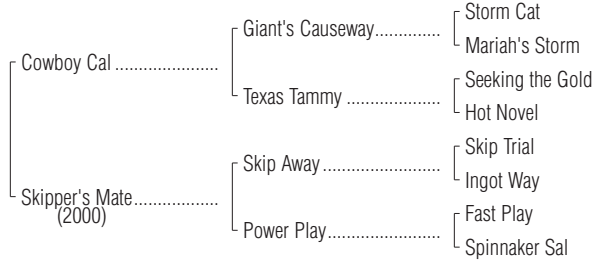 Storm Cat
Giant's Causeway..............
Mariah's Storm
Cowboy Cal ......................
Seeking the Gold
Texas Tammy ....................
Hot Novel
Skip Trial
Skip Away.........................
Ingot Way
Skipper's Mate..................
(2000)
Fast Play
Power Play........................
Spinnaker Sal